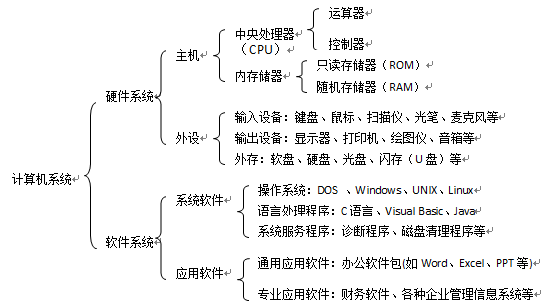 计算机系统
硬件系统
主机
中央处理器
（CPU）
运算器
控制器
内存储器
只读存储器（ROM）
随机存储器（RAM）
外设
输入设备：键盘、鼠标、扫描仪、光笔、麦克风等
输出设备：显示器、打印机、绘图仪、音箱等
外存：软盘、硬盘、光盘、闪存（U盘）等
软件系统
系统软件
操作系统：DOS 、Windows、UNIX、Linux
语言处理程序：C语言、Visual Basic、Java
系统服务程序：诊断程序、磁盘清理程序等
应用软件
通用应用软件：办公软件包(如 Word、Excel、PPT 等)
专业应用软件：财务软件、各种企业管理信息系统等